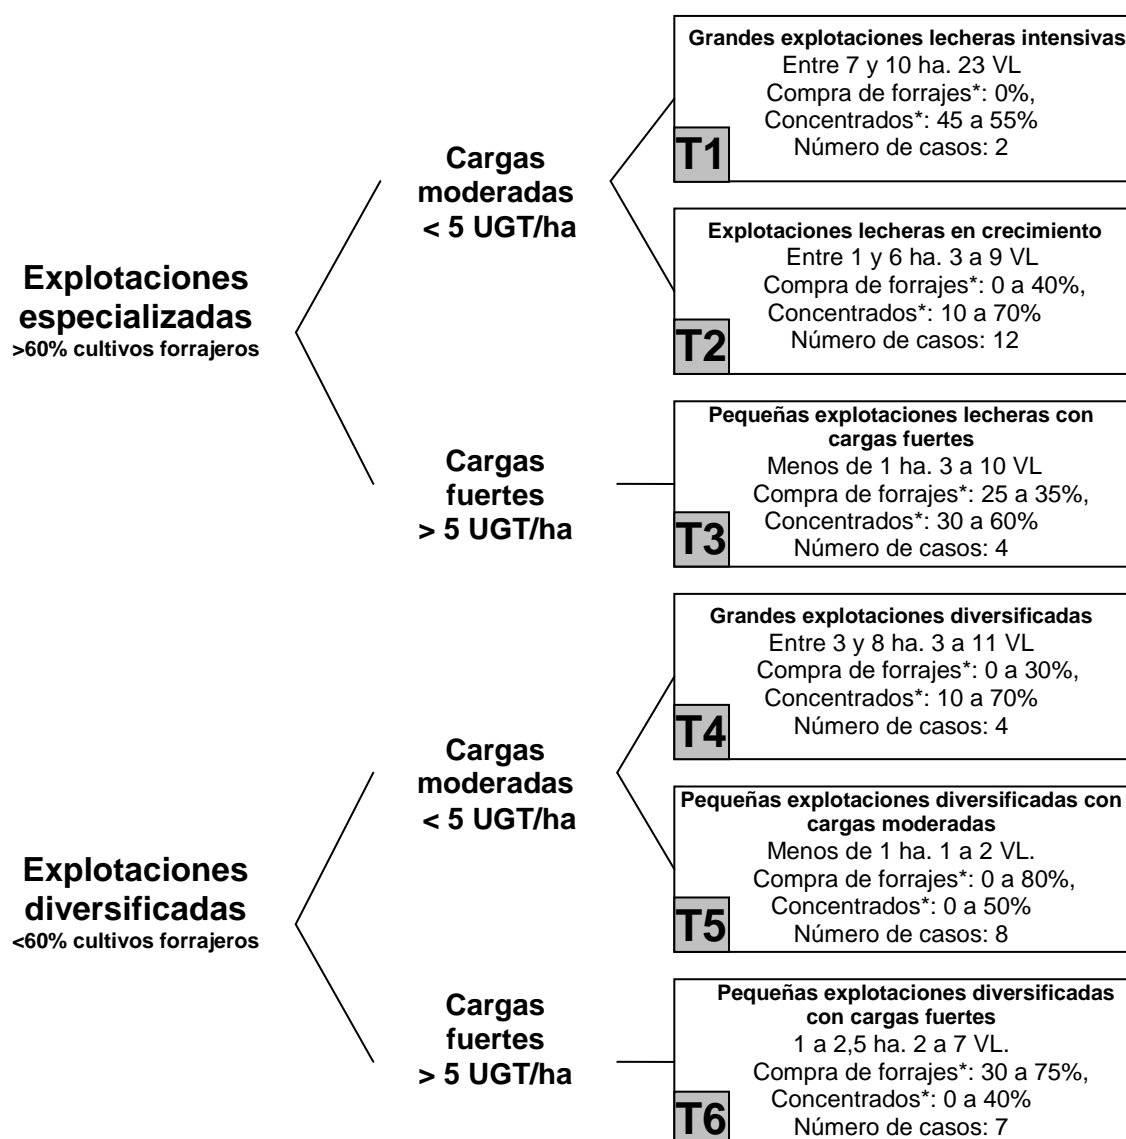 Explotaciones
especializadas
>60% cultivos forrajeros
Cargas
moderadas
< 5 UGT/ha
Grandes explotaciones lecheras intensivas
Entre 7 y 10 ha. 23 VL
Compra de forrajes*: 0%,
Concentrados*: 45 a 55%
Número de casos: 2
T1
Explotaciones lecheras en crecimiento
Entre 1 y 6 ha. 3 a 9 VL
Compra de forrajes*: 0 a 40%,
Concentrados*: 10 a 70%
Número de casos: 12
T2
Cargas
fuertes
> 5 UGT/ha
Pequeñas explotaciones lecheras con
cargas fuertes
Menos de 1 ha. 3 a 10 VL
Compra de forrajes*: 25 a 35%,
Concentrados*: 30 a 60%
Número de casos: 4
T3
Explotaciones
diversificadas
<60% cultivos forrajeros
Cargas
moderadas
< 5 UGT/ha
Grandes explotaciones diversificadas
Entre 3 y 8 ha. 3 a 11 VL
Compra de forrajes*: 0 a 30%,
Concentrados*: 10 a 70%
Número de casos: 4
T4
Pequeñas explotaciones diversificadas con
cargas moderadas
Menos de 1 ha. 1 a 2 VL.
Compra de forrajes*: 0 a 80%,
Concentrados*: 0 a 50%
Número de casos: 8
T5
Cargas
fuertes
> 5 UGT/ha
Pequeñas explotaciones diversificadas
con cargas fuertes
1 a 2,5 ha. 2 a 7 VL.
Compra de forrajes*: 30 a 75%,
Concentrados*: 0 a 40%
Número de casos: 7
T6